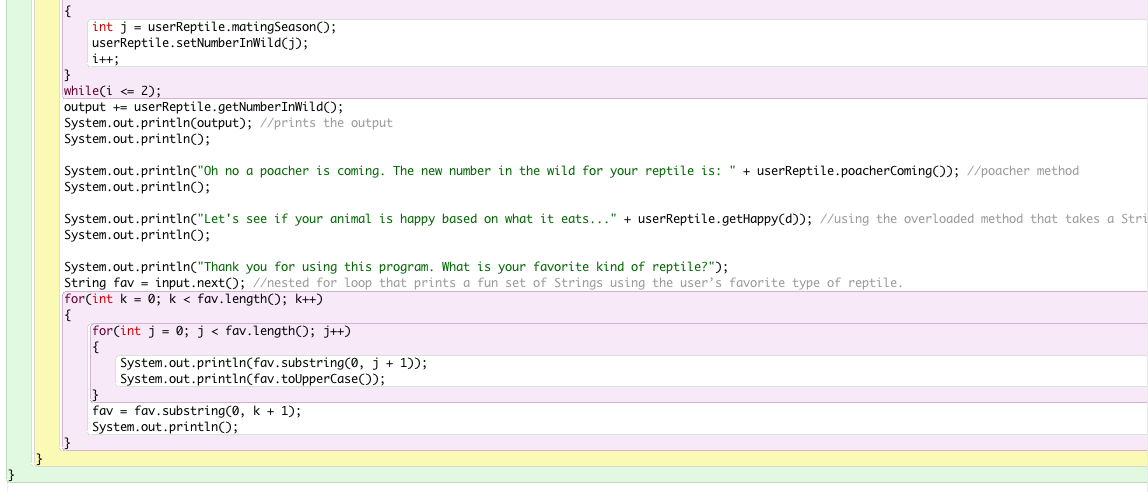 {
int j = userReptile.matingSeason();
userReptile.setNumberInWild(j);
i++;
}
while(i <= 2);
output += userReptile.getNumberInWild();
System.out.println(output); //prints the output
System.out.println();
System.out.println("Oh no a poacher is coming. The new number in the wild for your reptile is: " + userReptile.poacherComing()); //poacher method
System.out.println();
System.out.println("Let's see if your animal is happy based on what it eats..." + userReptile.getHappy(d)); //using the overloaded method that takes a Stri
System.out.println();
System.out.println("Thank you for using this program. What is your favorite kind of reptile?");
String fav = input.next(); //nested for loop that prints a fun set of Strings using the user's favorite type of reptile.
for(int k = 0; k < fav.length(); k++)
{
for(int j = 0; j < fav.length(); j++)
{
System.out.println(fav.substring(0, j + 1));
System.out.println(fav.toUpperCase());
}
fav = fav.substring(0, k + 1);
System.out.println();
}
}
}